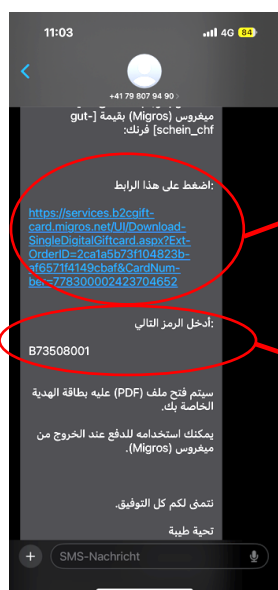 11:03
4G 84
+41 79 807 94 90
ميغروس (Migros) بقيمة [gut-
schein_chf] فرنك:
اضغط على هذا الرابط:
https://services.b2cgift-
card.migros.net/UI/Download-
SingleDigitalGiftcard.aspx?Ext-
OrderID=2ca1a5b73f104823b-
af6571f4149cbaf&CardNum-
ber=778300002423704652
أدخل الرمز التالي:
B73508001
سيتم فتح ملف (PDF) عليه بطاقة الهدية
الخاصة بك.
يمكنك استخدامه للدفع عند الخروج من
ميغروس (Migros).
نتمنى لكم كل التوفيق.
تحية طيبة
SMS-Nachricht